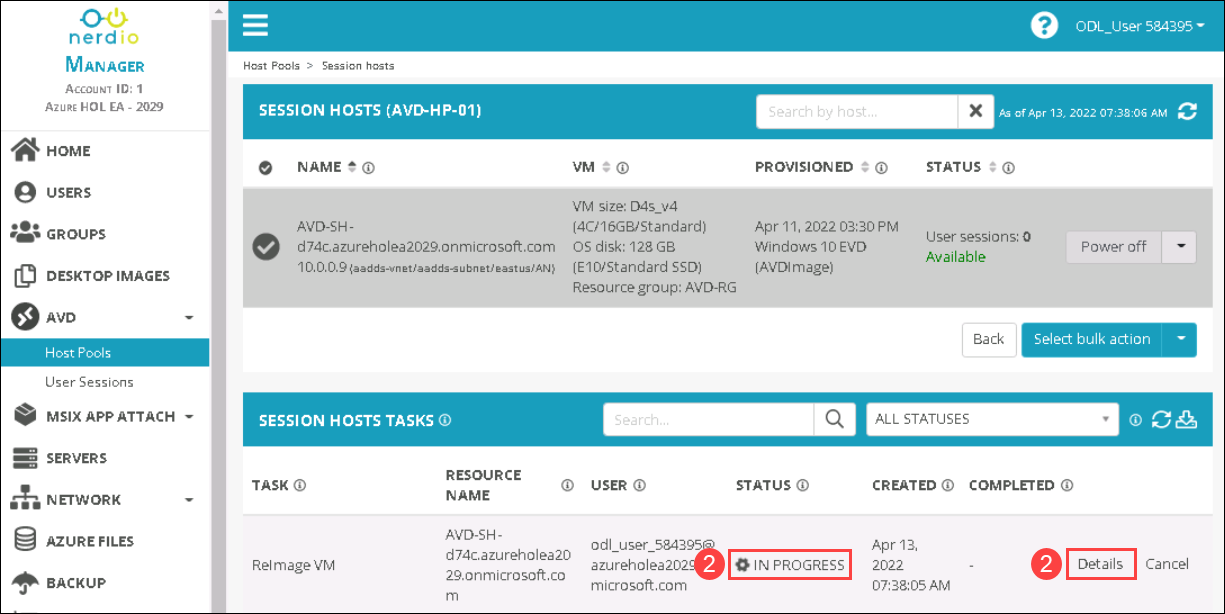 nerdio
MANAGER
ACCOUNT ID: 1
AZURE HOL EA - 2029
HOME
USERS
GROUPS
DESKTOP IMAGES
AVD
Host Pools
User Sessions
MSIX APP ATTACH
SERVERS
NETWORK
AZURE FILES
BACKUP
? ODL_User 584395
Host Pools > Session hosts
SESSION HOSTS (AVD-HP-01)
Search by host...
As of Apr 13, 2022 07:38:06 AM
NAME VM PROVISIONED STATUS
AVD-SH-
d74c.azureholea2029.onmicrosoft.com
10.0.0.9 (aadds-vnet/aadds-subnet/eastus/AN)
VM size: D4s_v4
(4C/16GB/Standard)
OS disk: 128 GB
(E10/Standard SSD)
Resource group: AVD-RG
Apr 11, 2022 03:30 PM
Windows 10 EVD
(AVDImage)
User sessions: 0
Available
Power off
Back
Select bulk action
SESSION HOSTS TASKS
Search...
ALL STATUSES
TASK
RESOURCE
NAME
USER
STATUS
CREATED
COMPLETED
ReImage VM
AVD-SH-
d74c.azureholea20
29.onmicrosoft.co
m
odl_user_584395@
azureholea2029
microsoft.com
2
IN PROGRESS
Apr 13,
2022
07:38:05 AM
-
2
Details
Cancel